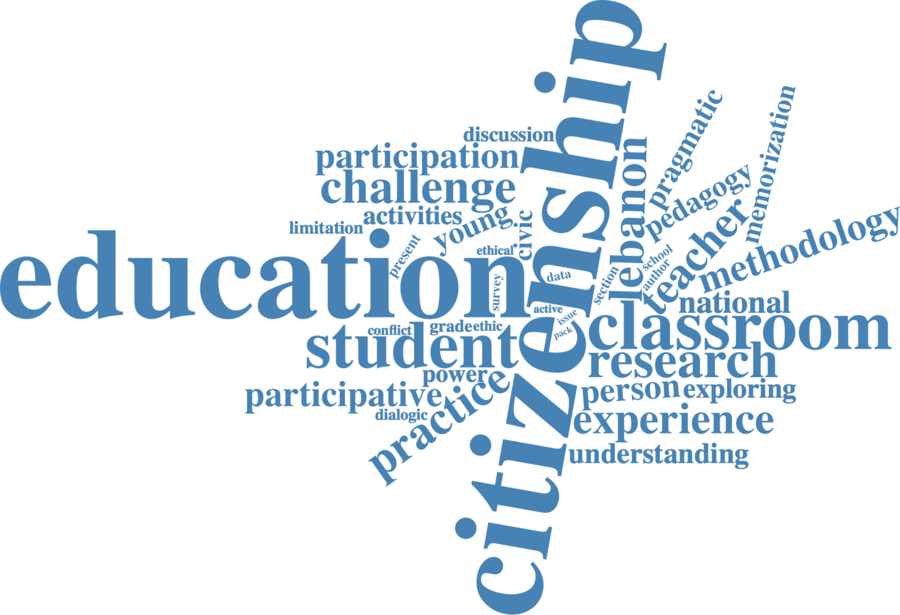 citizenship
education
discussion
participation
challenge
activities
limitation
young
civic
present
ethical
survey
data
active
issue
pack
section
lebanon
pragmatic
memorization
pedagogy
teacher
school
author
methodology
national
classroom
research
person
exploring
experience
understanding
conflict
grade
ethic
student
power
participative
dialogic
practice